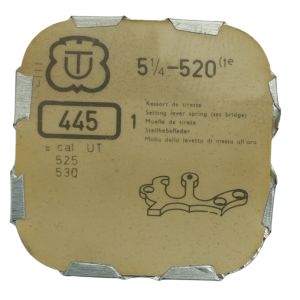 5¼-520 (1e
445 1
Ressort de tirette
Setting lever spring (set bridge)
Muelle de tirete
Stellhebelfeder
Molla della levetta di messa all'ora
= cal UT
525
530